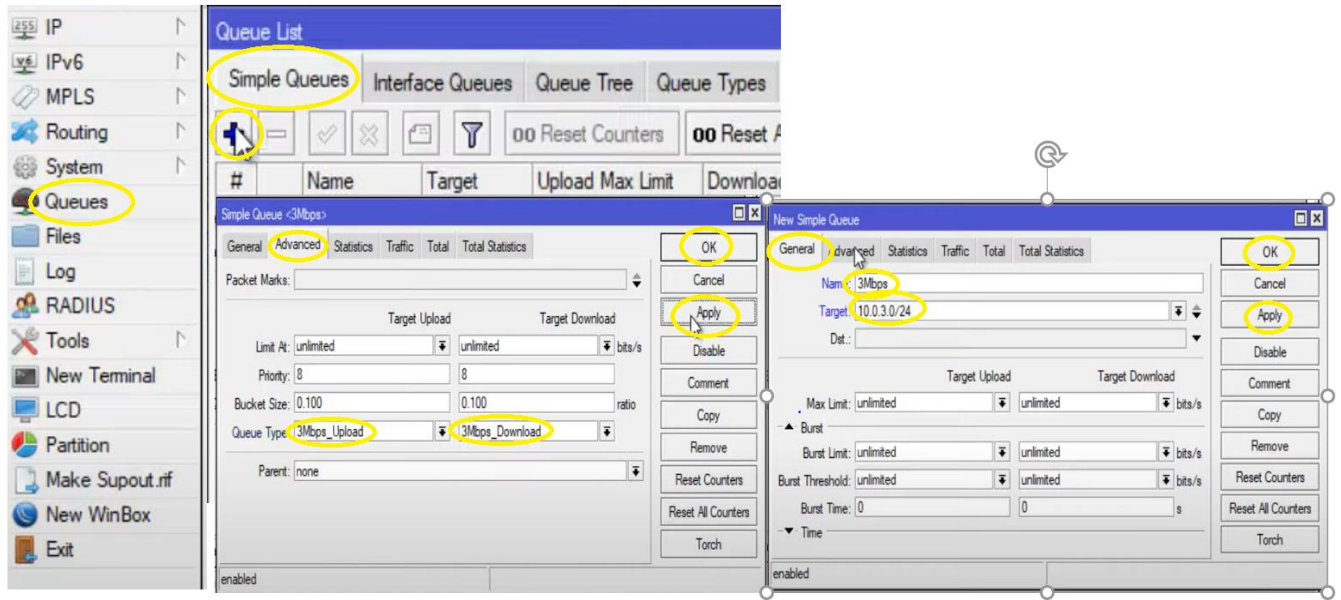 IP
IPv6
MPLS
Routing
System
Queues
Files
Log
RADIUS
Tools
New Terminal
LCD
Partition
Make Supout.rif
New WinBox
Exit
Queue List
Simple Queues Interface Queues Queue Tree Queue Types
00 Reset Counters 00 Reset A
# Name Target Upload Max Limit Downloa
Simple Queue <3Mbps>
General Advanced Statistics Traffic Total Total Statistics
Packet Marks:
Target Upload Target Download
Limit At: unlimited unlimited bits/s
Priority: 8 8
Bucket Size: 0.100 0.100 ratio
Queue Type: 3Mbps_Upload 3Mbps_Download
Parent: none
OK
Cancel
Apply
Disable
Comment
Copy
Remove
Reset Counters
Reset All Counters
Torch
enabled
New Simple Queue
General Advanced Statistics Traffic Total Total Statistics
Name: 3Mbps
Target: 10.0.3.0/24
Dst.:
Target Upload Target Download
Max Limit: unlimited unlimited bits/s
Burst
Burst Limit: unlimited unlimited bits/s
Burst Threshold: unlimited unlimited bits/s
Burst Time: 0 0 s
Time
OK
Cancel
Apply
Disable
Comment
Copy
Remove
Reset Counters
Reset All Counters
Torch
enabled